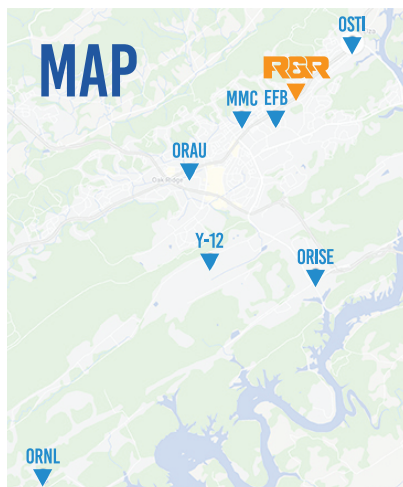 OSTI
MAP
R&R
MMC EFB
ORAU
Oak Ridge
Y-12
ORISE
ORNL